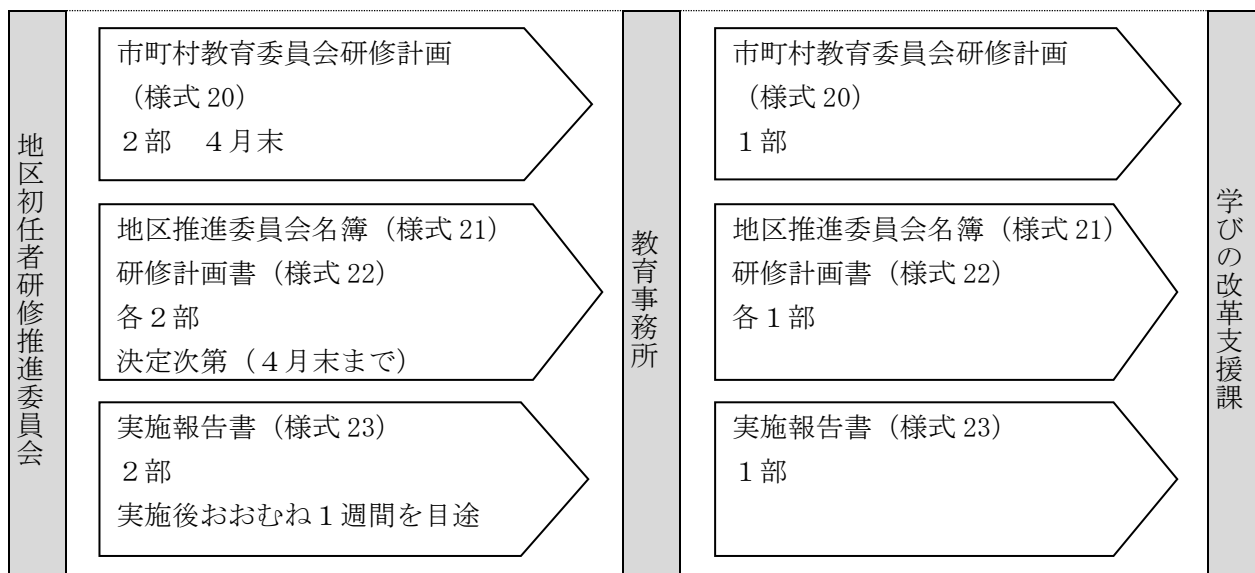 地区初任者研修推進委員会
市町村教育委員会研修計画
（様式 20）
２部　４月末
地区推進委員会名簿（様式 21）
研修計画書（様式 22）
各２部
決定次第（４月末まで）
実施報告書（様式 23）
２部
実施後おおむね１週間を目途
教育事務所
市町村教育委員会研修計画
（様式 20）
１部
地区推進委員会名簿（様式 21）
研修計画書（様式 22）
各１部
実施報告書（様式 23）
１部
学びの改革支援課